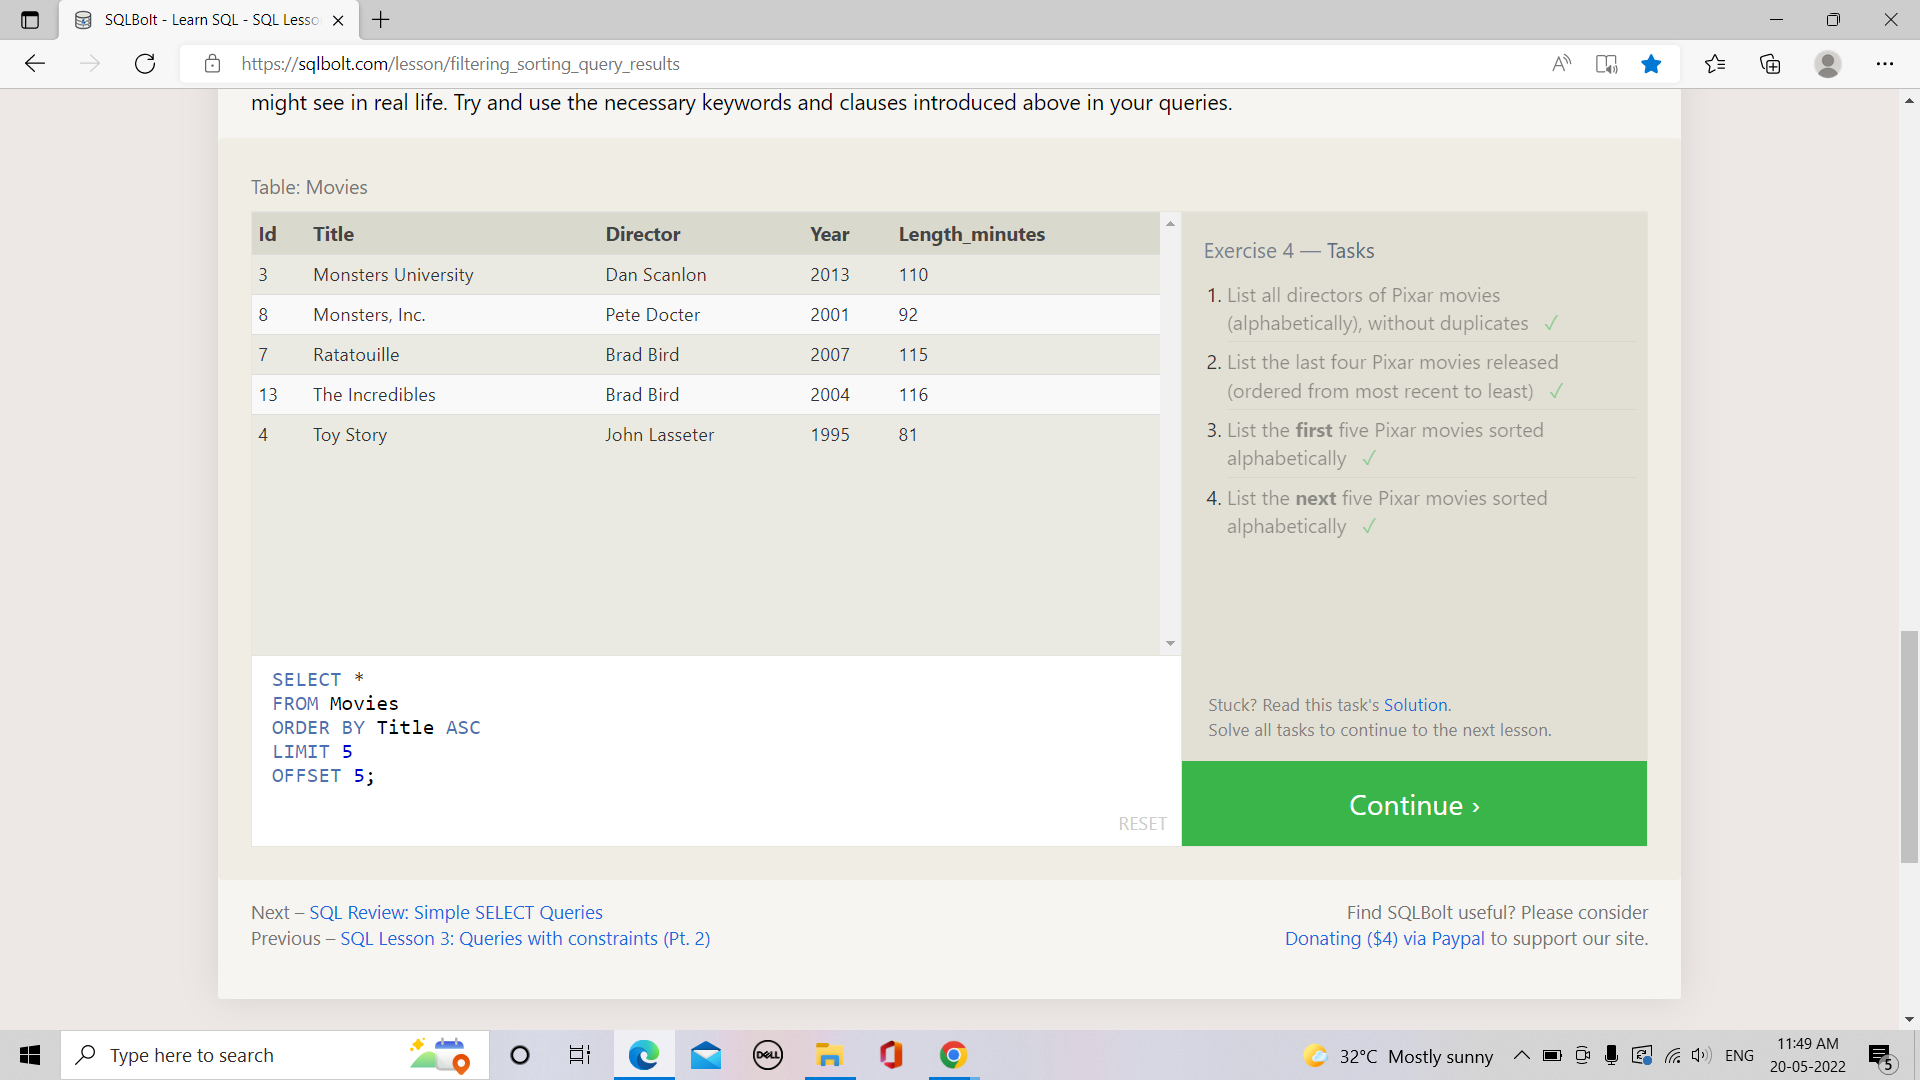 SQLBolt - Learn SQL - SQL Lesso
https://sqlbolt.com/lesson/filtering_sorting_query_results
might see in real life. Try and use the necessary keywords and clauses introduced above in your queries.
Table: Movies
Id Title Director Year Length_minutes
3 Monsters University Dan Scanlon 2013 110
8 Monsters, Inc. Pete Docter 2001 92
7 Ratatouille Brad Bird 2007 115
13 The Incredibles Brad Bird 2004 116
4 Toy Story John Lasseter 1995 81
SELECT *
FROM Movies
ORDER BY Title ASC
LIMIT 5
OFFSET 5;
RESET
Exercise 4 — Tasks
1. List all directors of Pixar movies
(alphabetically), without duplicates ✓
2. List the last four Pixar movies released
(ordered from most recent to least) ✓
3. List the first five Pixar movies sorted
alphabetically ✓
4. List the next five Pixar movies sorted
alphabetically ✓
Stuck? Read this task's Solution.
Solve all tasks to continue to the next lesson.
Continue ›
Next – SQL Review: Simple SELECT Queries
Previous – SQL Lesson 3: Queries with constraints (Pt. 2)
Find SQLBolt useful? Please consider
Donating ($4) via Paypal to support our site.
Type here to search
DELL
32°C Mostly sunny
ENG
11:49 AM
20-05-2022
5